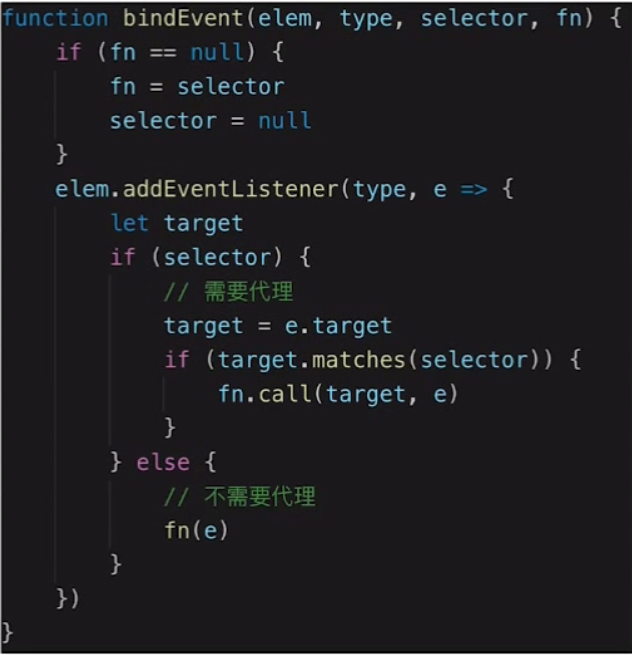 function bindEvent(elem, type, selector, fn) {
    if (fn == null) {
        fn = selector
        selector = null
    }
    elem.addEventListener(type, e => {
        let target
        if (selector) {
            // 需要代理
            target = e.target
            if (target.matches(selector)) {
                fn.call(target, e)
            }
        } else {
            // 不需要代理
            fn(e)
        }
    })
}